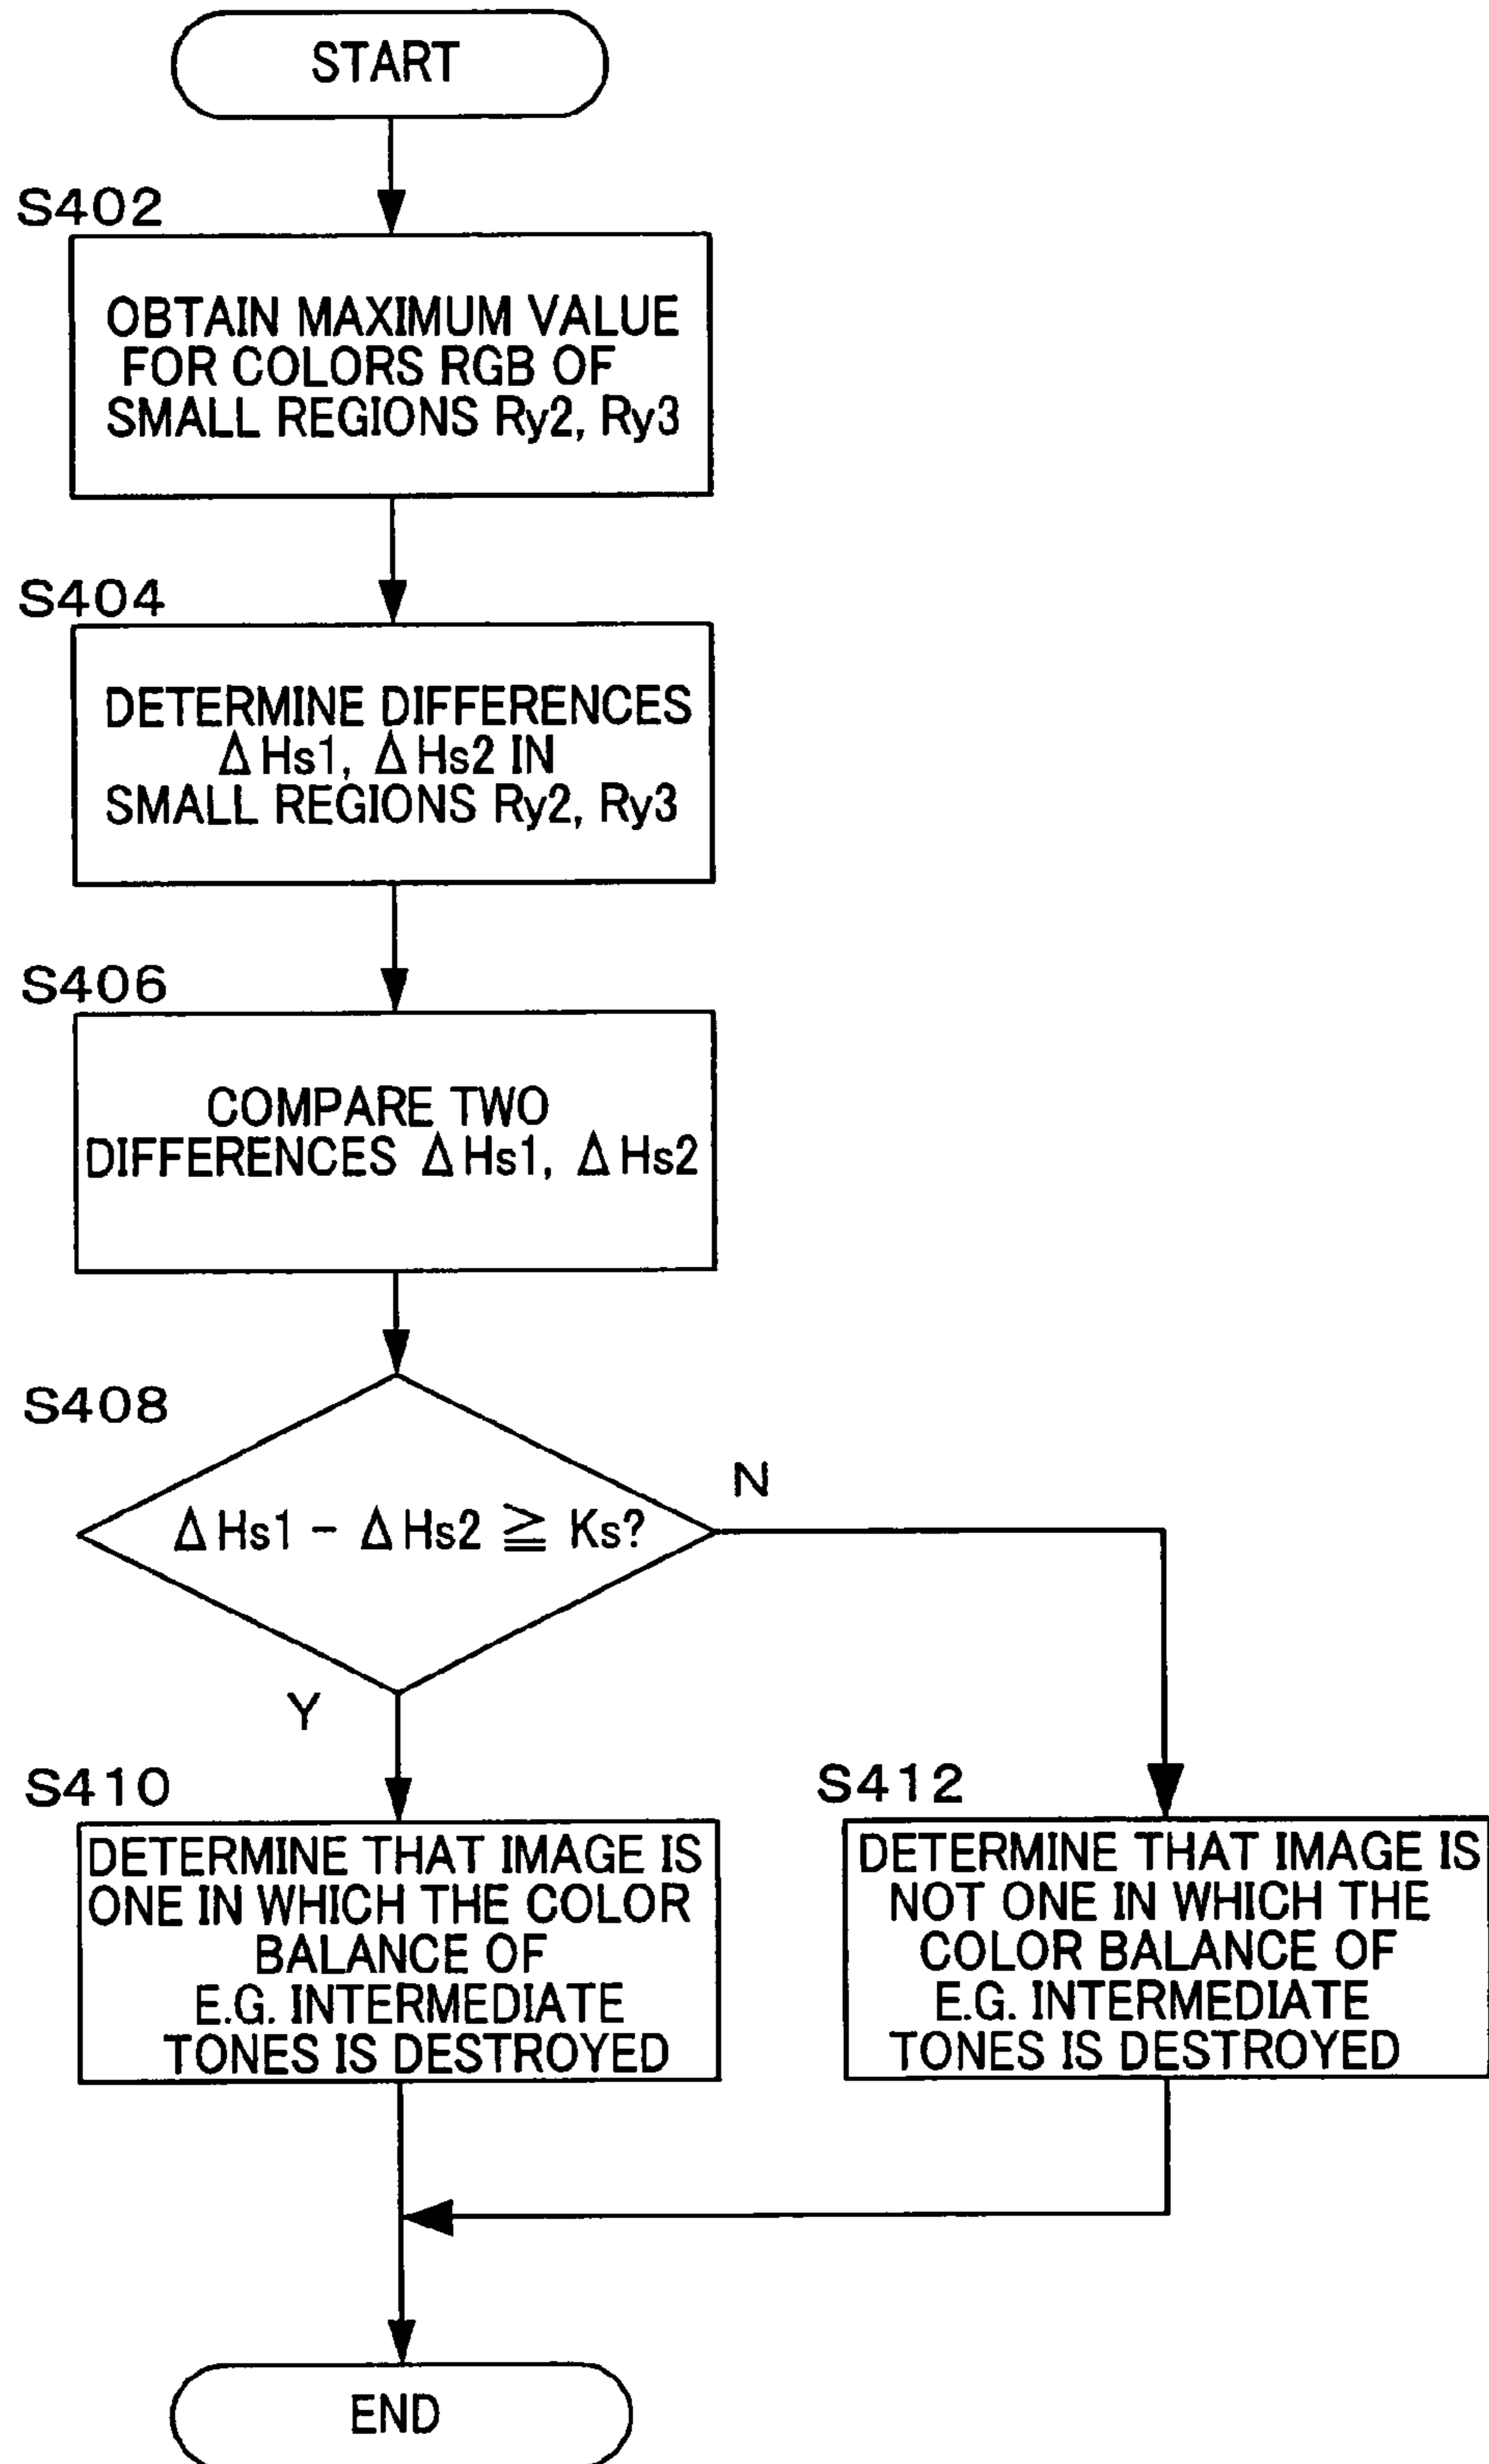 START
S402
OBTAIN MAXIMUM VALUE
FOR COLORS RGB OF
SMALL REGIONS Ry2, Ry3
S404
DETERMINE DIFFERENCES
ΔHs1, ΔHs2 IN
SMALL REGIONS Ry2, Ry3
S406
COMPARE TWO
DIFFERENCES ΔHs1, ΔHs2
S408
ΔHs1 - ΔHs2 ≧ Ks?
N
Y
S410
DETERMINE THAT IMAGE IS
ONE IN WHICH THE COLOR
BALANCE OF
E.G. INTERMEDIATE
TONES IS DESTROYED
S412
DETERMINE THAT IMAGE IS
NOT ONE IN WHICH THE
COLOR BALANCE OF
E.G. INTERMEDIATE
TONES IS DESTROYED
END